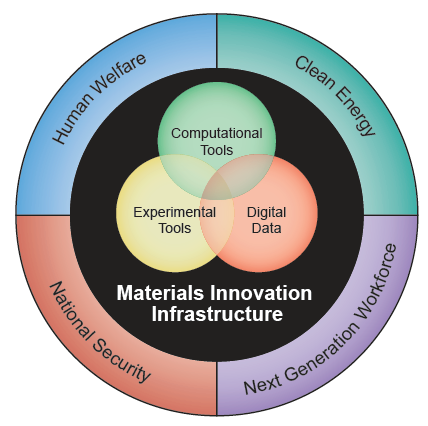 Human Welfare
Clean Energy
Computational
Tools
Experimental
Tools
Digital
Data
Materials Innovation
Infrastructure
National Security
Next Generation Workforce